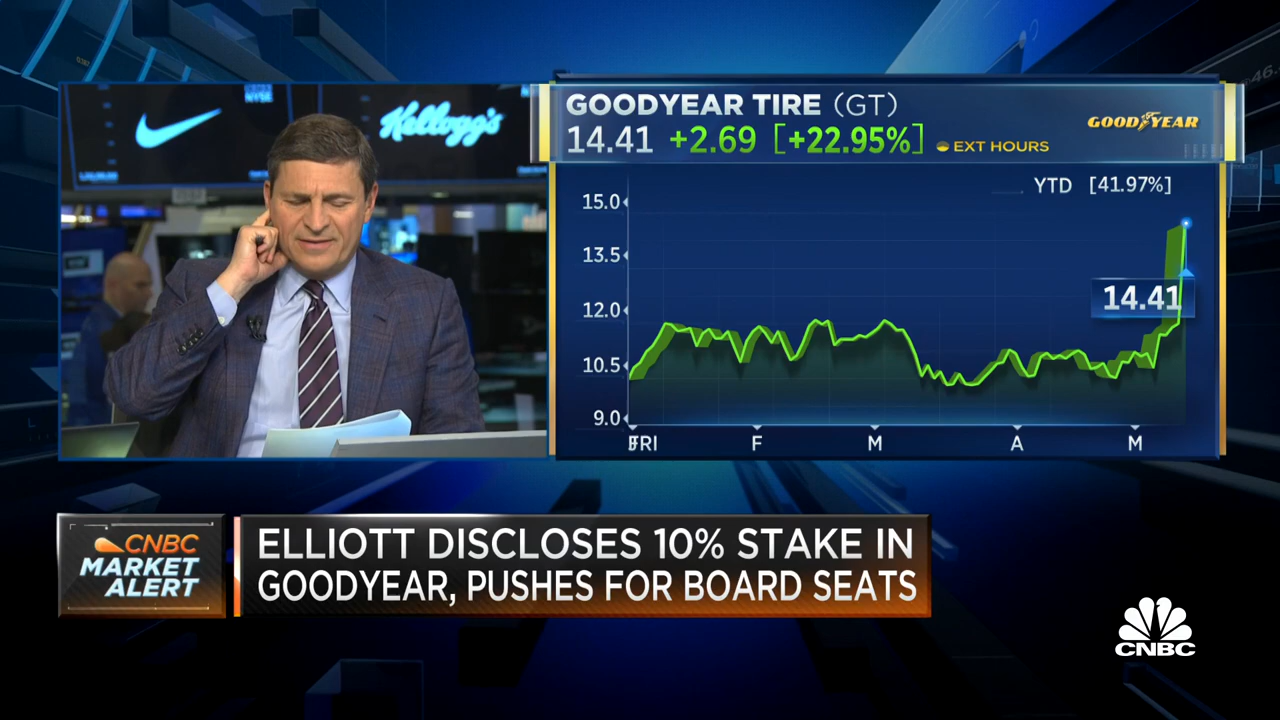 Kellogg's
GOODYEAR TIRE (GT)
14.41 +2.69 [+22.95%] EXT HOURS
GOODYEAR
YTD [41.97%]
15.0
13.5
12.0
10.5
9.0
14.41
FRI F M A M
CNBC
MARKET
ALERT
ELLIOTT DISCLOSES 10% STAKE IN
GOODYEAR, PUSHES FOR BOARD SEATS
CNBC